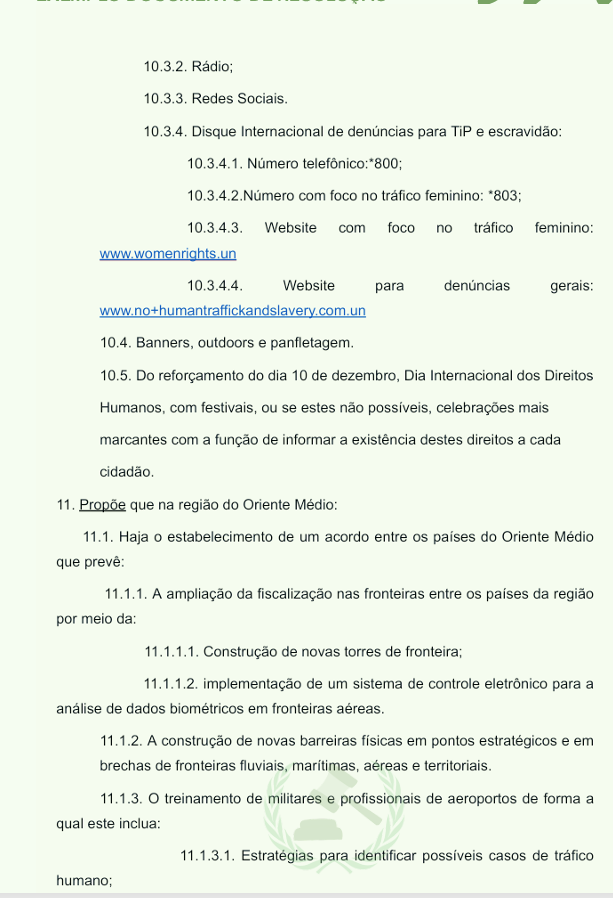 EXEMPLO DOCUMENTO DE RESOLUÇÃO
10.3.2. Rádio;
10.3.3. Redes Sociais.
10.3.4. Disque Internacional de denúncias para TiP e escravidão:
10.3.4.1. Número telefônico:*800;
10.3.4.2.Número com foco no tráfico feminino: *803;
10.3.4.3. Website com foco no tráfico feminino:
www.womenrights.un
10.3.4.4. Website para denúncias gerais:
www.no+humantraffickandslavery.com.un
10.4. Banners, outdoors e panfletagem.
10.5. Do reforçamento do dia 10 de dezembro, Dia Internacional dos Direitos
Humanos, com festivais, ou se estes não possíveis, celebrações mais
marcantes com a função de informar a existência destes direitos a cada
cidadão.
11. Propõe que na região do Oriente Médio:
11.1. Haja o estabelecimento de um acordo entre os países do Oriente Médio
que prevê:
11.1.1. A ampliação da fiscalização nas fronteiras entre os países da região
por meio da:
11.1.1.1. Construção de novas torres de fronteira;
11.1.1.2. implementação de um sistema de controle eletrônico para a
análise de dados biométricos em fronteiras aéreas.
11.1.2. A construção de novas barreiras físicas em pontos estratégicos e em
brechas de fronteiras fluviais, marítimas, aéreas e territoriais.
11.1.3. O treinamento de militares e profissionais de aeroportos de forma a
qual este inclua:
11.1.3.1. Estratégias para identificar possíveis casos de tráfico
humano;